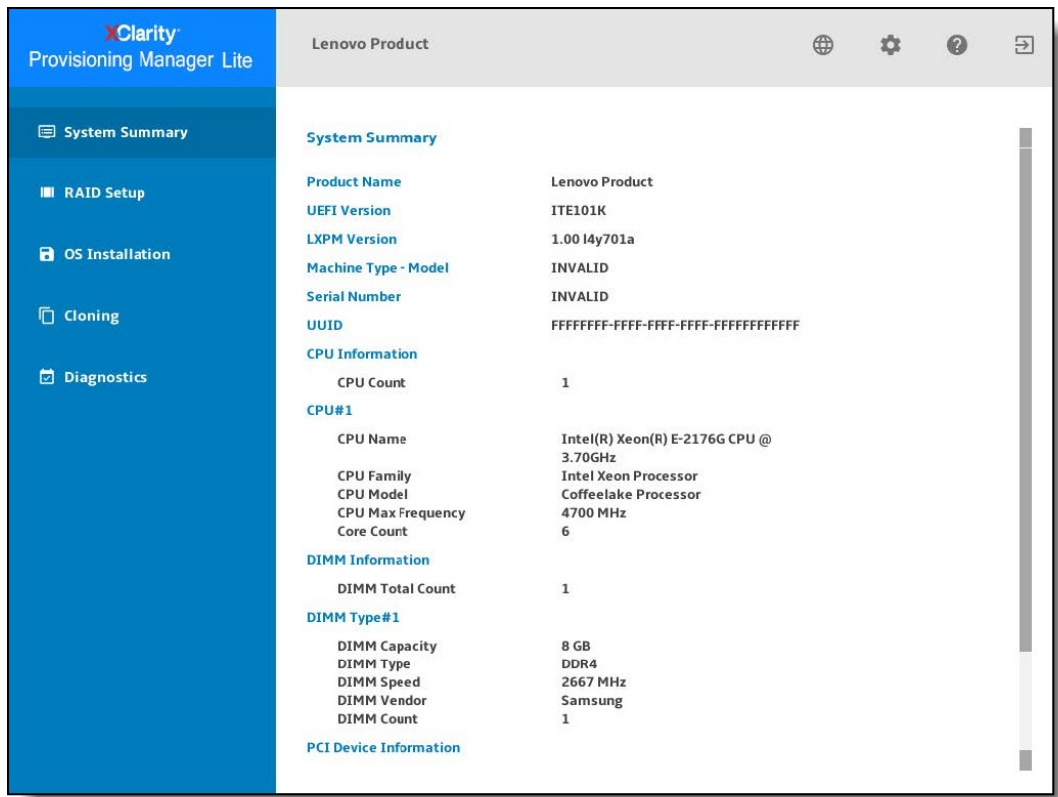 XClarity
Provisioning Manager Lite
Lenovo Product
System Summary
RAID Setup
OS Installation
Cloning
Diagnostics
System Summary
Product Name Lenovo Product
UEFI Version ITE101K
LXPM Version 1.00 l4y701a
Machine Type - Model INVALID
Serial Number INVALID
UUID FFFFFFFF-FFFF-FFFF-FFFF-FFFFFFFFFFFF
CPU Information
CPU Count 1
CPU#1
CPU Name Intel(R) Xeon(R) E-2176G CPU @
3.70GHz
CPU Family Intel Xeon Processor
CPU Model Coffeelake Processor
CPU Max Frequency 4700 MHz
Core Count 6
DIMM Information
DIMM Total Count 1
DIMM Type#1
DIMM Capacity 8 GB
DIMM Type DDR4
DIMM Speed 2667 MHz
DIMM Vendor Samsung
DIMM Count 1
PCI Device Information